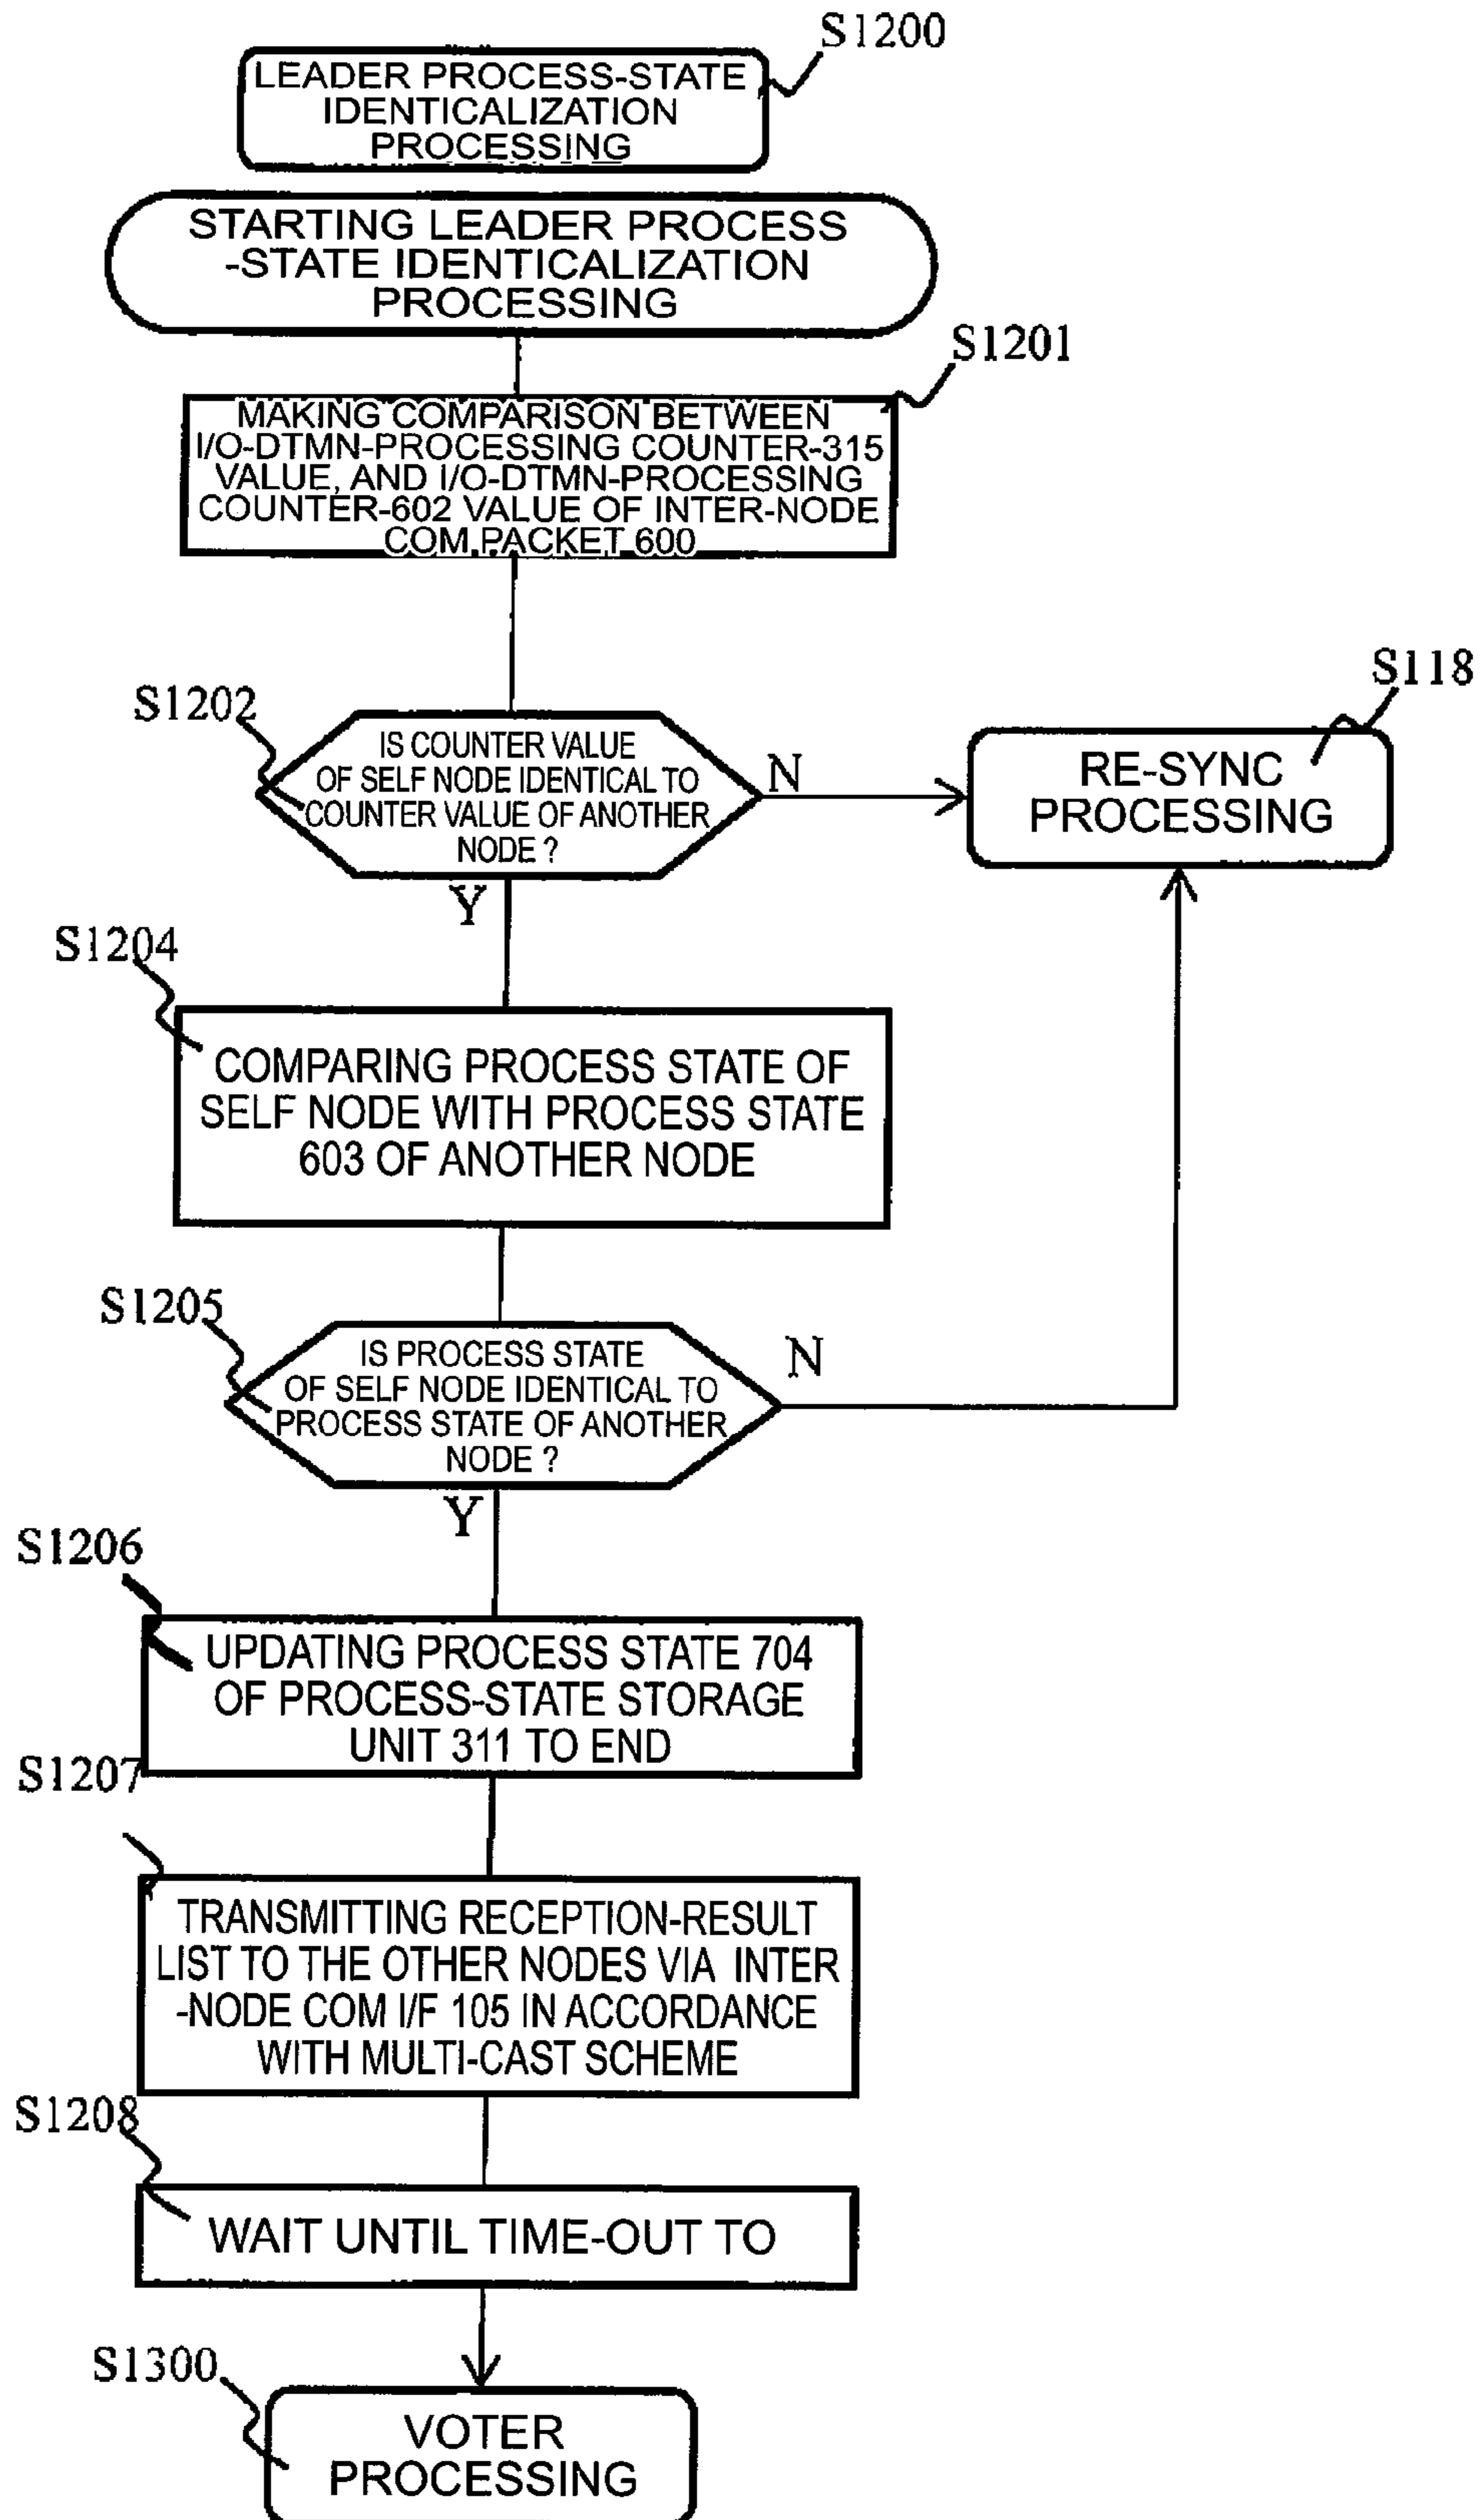 S1200
LEADER PROCESS-STATE
IDENTICALIZATION
PROCESSING
STARTING LEADER PROCESS
-STATE IDENTICALIZATION
PROCESSING
S1201
MAKING COMPARISON BETWEEN
I/O-DTMN-PROCESSING COUNTER-315
VALUE, AND I/O-DTMN-PROCESSING
COUNTER-602 VALUE OF INTER-NODE
COM PACKET 600
S1202
IS COUNTER VALUE
OF SELF NODE IDENTICAL TO
COUNTER VALUE OF ANOTHER
NODE ?
N
S118
RE-SYNC
PROCESSING
Y
S1204
COMPARING PROCESS STATE OF
SELF NODE WITH PROCESS STATE
603 OF ANOTHER NODE
S1205
IS PROCESS STATE
OF SELF NODE IDENTICAL TO
PROCESS STATE OF ANOTHER
NODE ?
N
Y
S1206
UPDATING PROCESS STATE 704
OF PROCESS-STATE STORAGE
UNIT 311 TO END
S1207
TRANSMITTING RECEPTION-RESULT
LIST TO THE OTHER NODES VIA INTER
-NODE COM I/F 105 IN ACCORDANCE
WITH MULTI-CAST SCHEME
S1208
WAIT UNTIL TIME-OUT TO
S1300
VOTER
PROCESSING